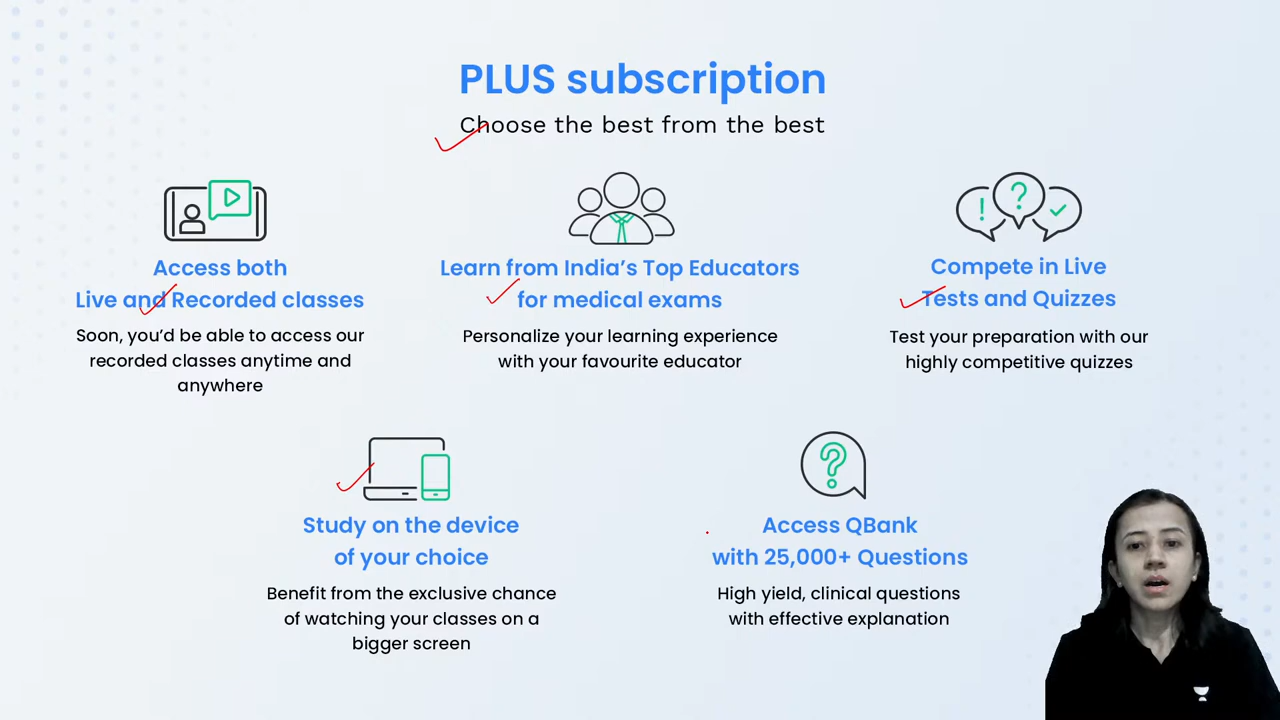 PLUS subscription
Choose the best from the best
Access both
Live and Recorded classes
Soon, you’d be able to access our
recorded classes anytime and
anywhere
Learn from India’s Top Educators
for medical exams
Personalize your learning experience
with your favourite educator
Compete in Live
Tests and Quizzes
Test your preparation with our
highly competitive quizzes
Study on the device
of your choice
Benefit from the exclusive chance
of watching your classes on a
bigger screen
Access QBank
with 25,000+ Questions
High yield, clinical questions
with effective explanation